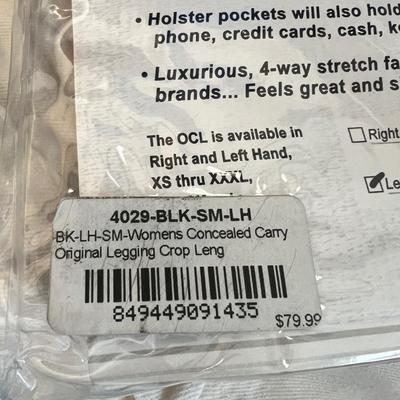 • Holster pockets will also hold
phone, credit cards, cash,
• Luxurious, 4-way stretch
brands... Feels great and
The OCL is available in
Right and Left Hand,
XS thru XXXL,
Right
4029-BLK-SM-LH
BK-LH-SM-Womens Concealed Carry
Original Legging Crop Leng
849449091435
$79.99